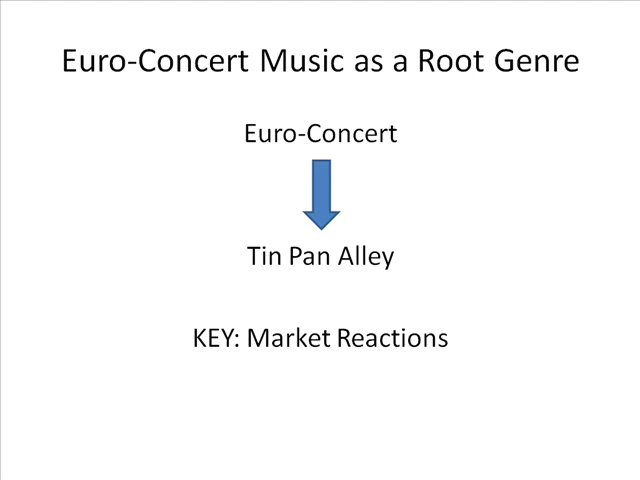 Euro-Concert Music as a Root Genre
Euro-Concert
Tin Pan Alley
KEY: Market Reactions